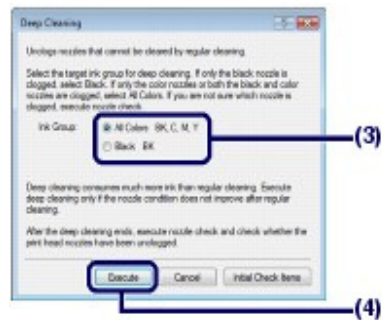 Deep Cleaning
Unclogs nozzles that cannot be cleared by regular cleaning.
Select the target ink group for deep cleaning. If only the black nozzle is
clogged, select Black. If only the color nozzles or both the black and color
nozzles are clogged, select All Colors. If you are not sure which nozzle is
clogged, execute nozzle check.
Ink Group: All Colors BK, C, M, Y
Black BK
(3)
Deep cleaning consumes much more ink than regular cleaning. Execute
deep cleaning only if the nozzle condition does not improve after regular
cleaning.
After the deep cleaning ends, execute nozzle check and check whether the
print head nozzles have been unclogged.
Execute Cancel Initial Check Items
(4)